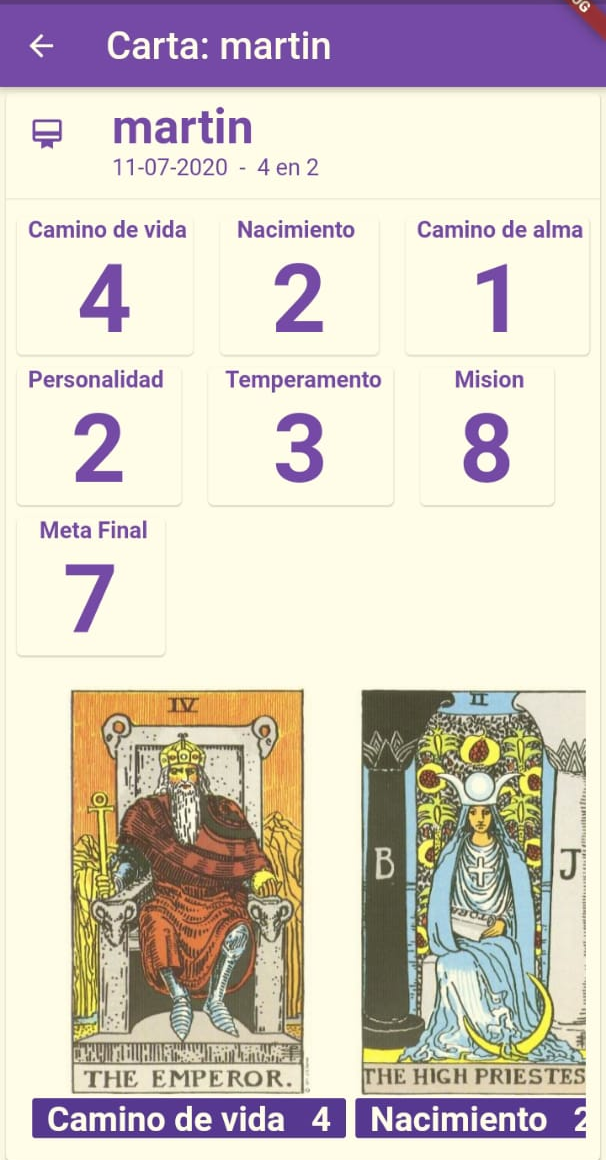 Carta: martin
martin
11-07-2020 - 4 en 2
Camino de vida Nacimiento Camino de alma
4 2 1
Personalidad Temperamento Mision
2 3 8
Meta Final
7
IV II
B J
THE EMPEROR. THE HIGH PRIESTES
Camino de vida 4 Nacimiento 2